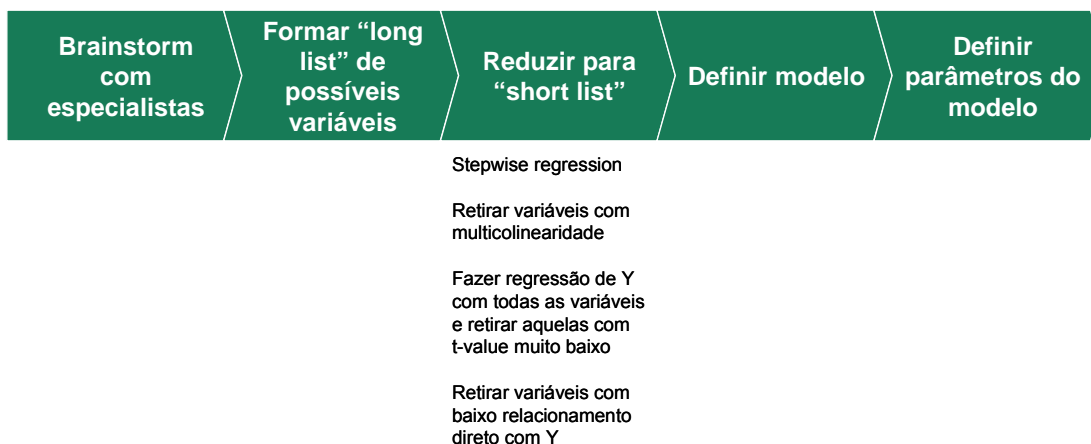 Brainstorm
com
especialistas
Formar “long
list” de
possíveis
variáveis
Reduzir para
“short list”
Definir modelo
Definir
parâmetros do
modelo
Stepwise regression
Retirar variáveis com
multicolinearidade
Fazer regressão de Y
com todas as variáveis
e retirar aquelas com
t-value muito baixo
Retirar variáveis com
baixo relacionamento
direto com Y